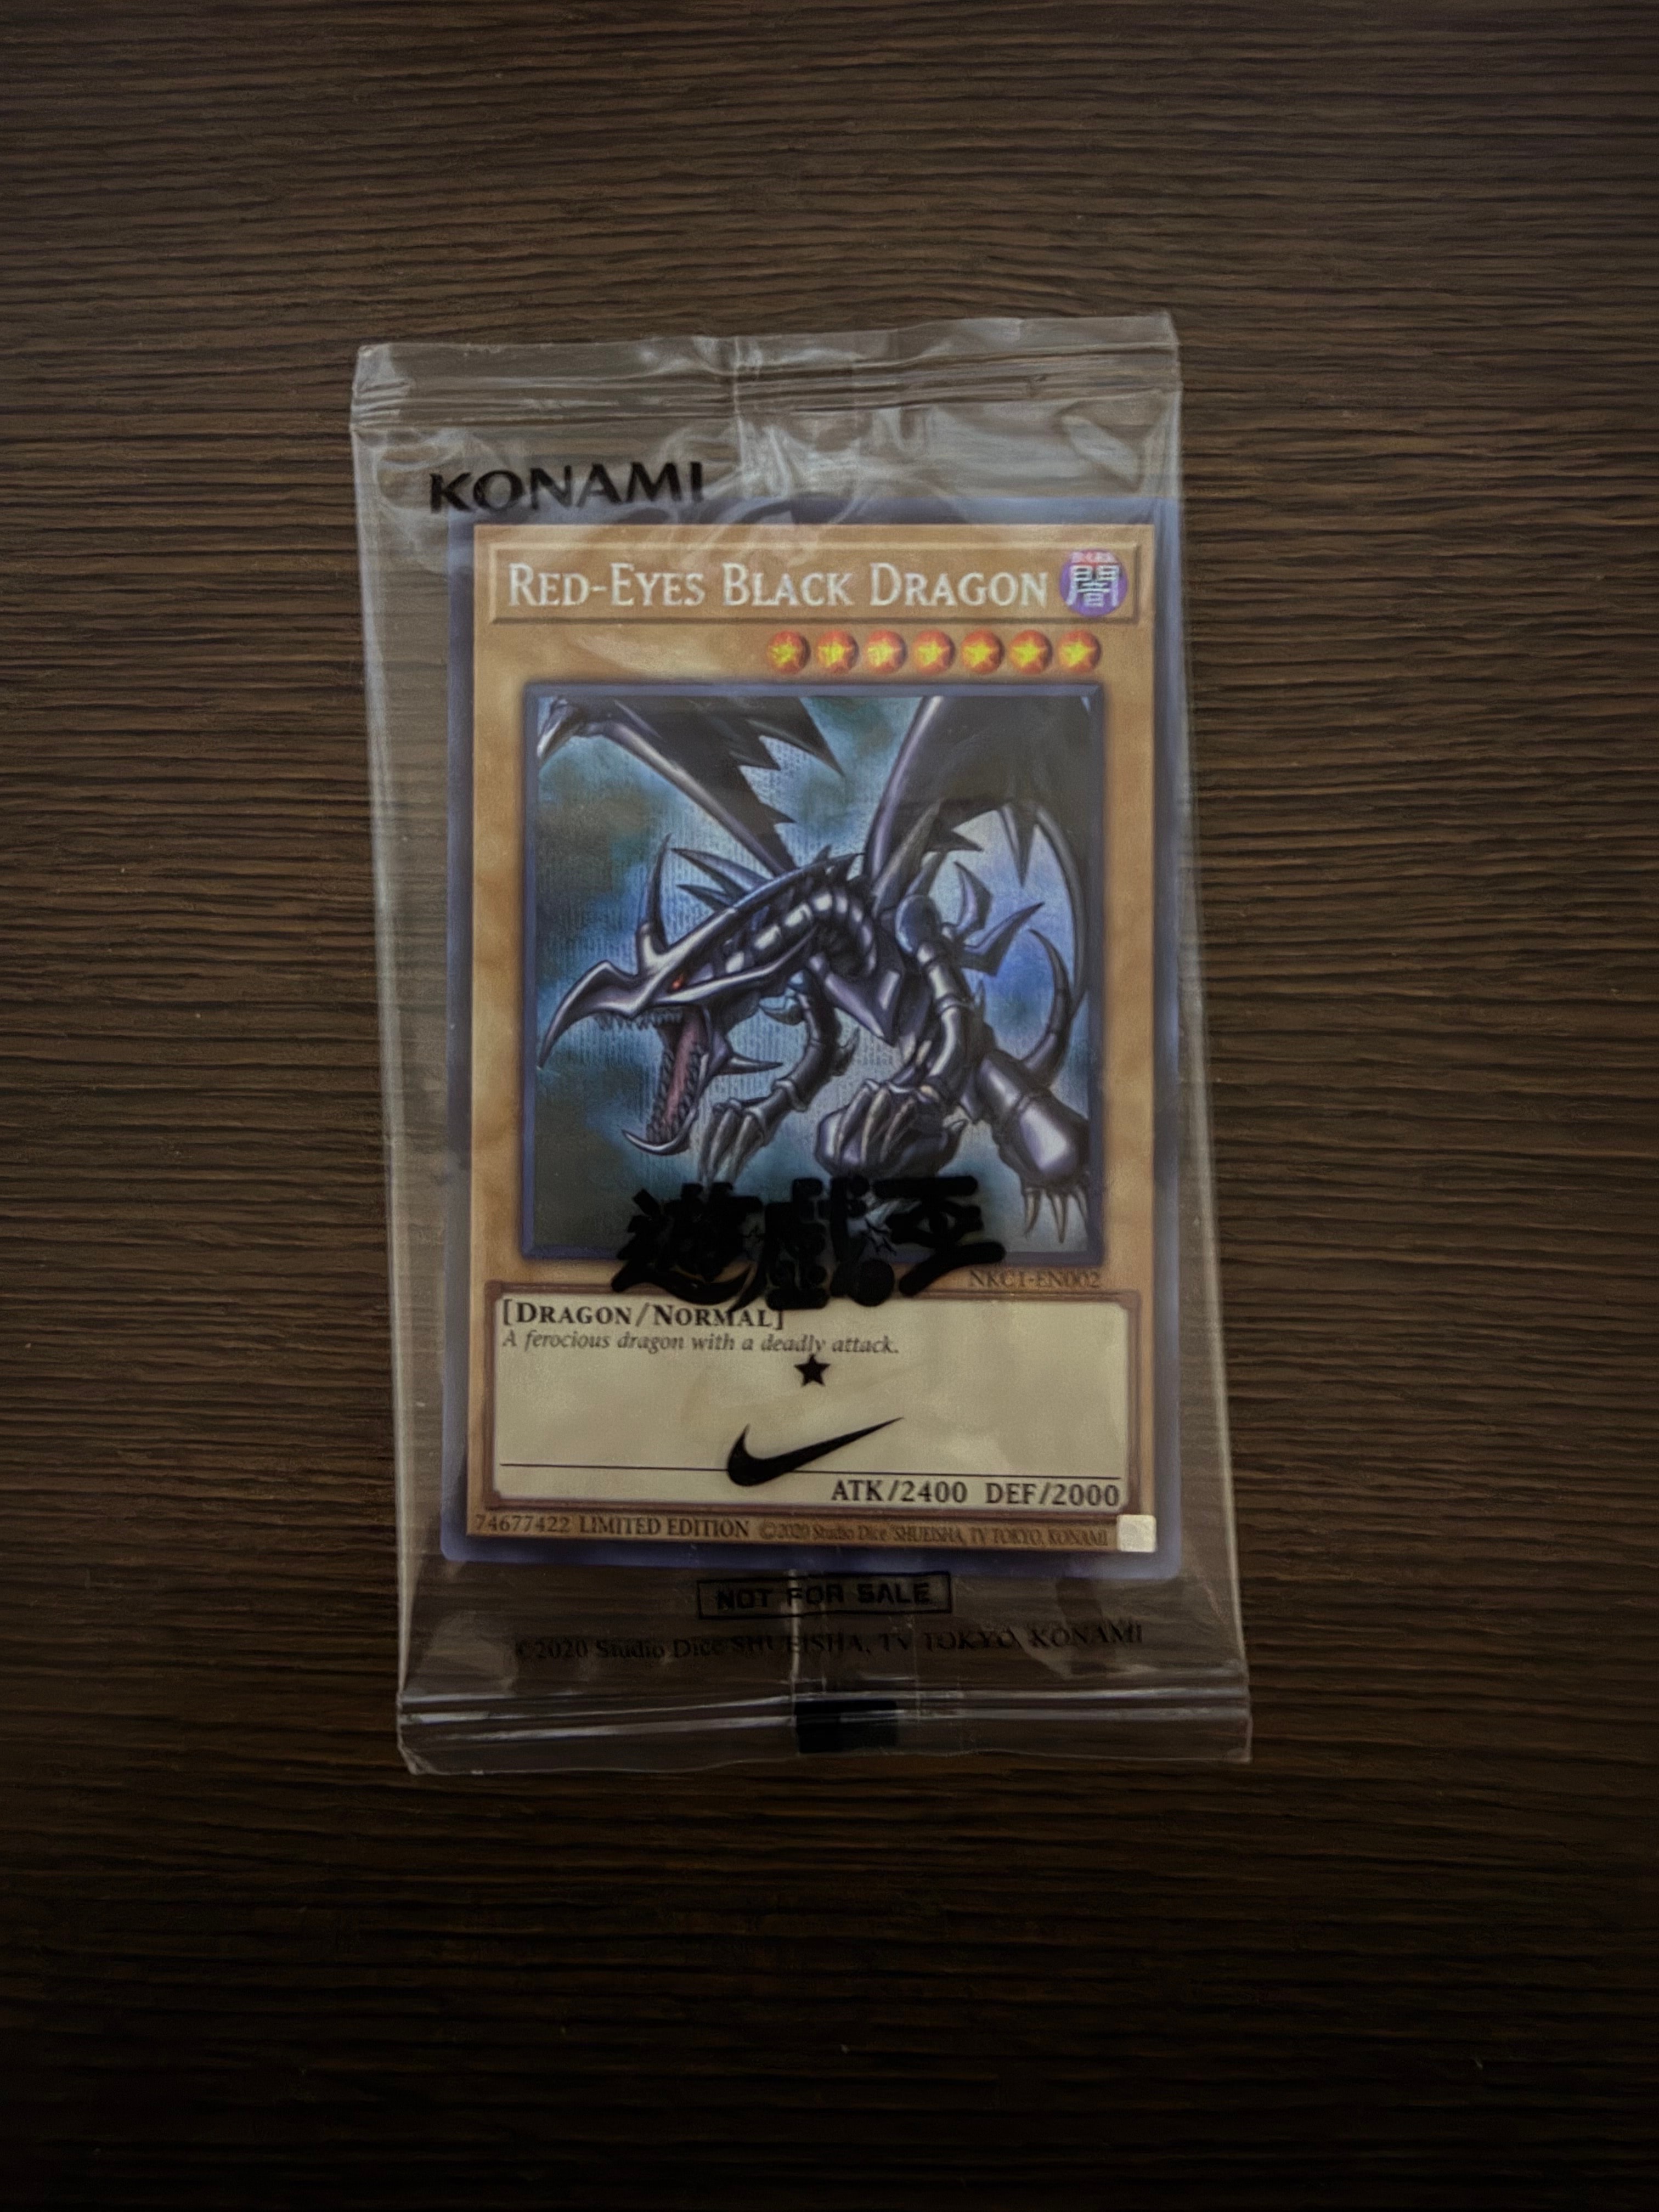 KONAMI
RED-EYES BLACK DRAGON
DARK
闇
遊戯王
NKC1-EN002
[DRAGON/NORMAL]
A ferocious dragon with a deadly attack.
ATK/2400 DEF/2000
74677422 LIMITED EDITION ©2020 Studio Dice/SHUEISHA, TV TOKYO, KONAMI
NOT FOR SALE
©2020 Studio Dice SHUEISHA, TV TOKYO, KONAMI